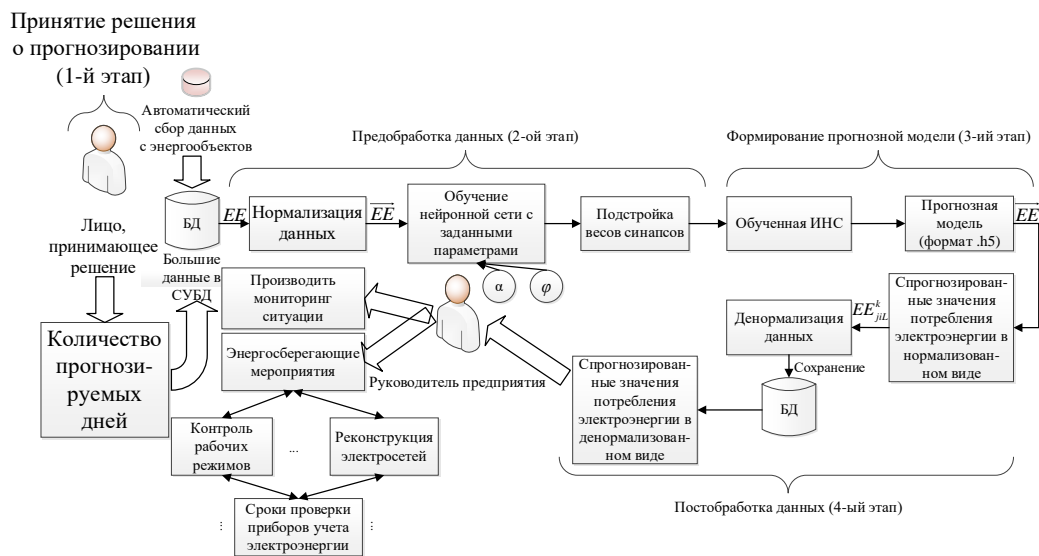 Принятие решения
о прогнозировании
(1-й этап)
Автоматический
сбор данных
с энергообъектов
Предобработка данных (2-ой этап)
Формирование прогнозной модели (3-ий этап)
Лицо,
принимающее
решение
БД
Большие
данные в
СУБД
EE
Нормализация
данных
EE
Обучение
нейронной сети с
заданными
параметрами
α
φ
Подстройка
весов синапсов
Обученная ИНС
Прогнозная
модель
(формат .h5)
EE
Количество
прогнози-
руемых
дней
Производить
мониторинг
ситуации
Энергосберегающие
мероприятия
Руководитель предприятия
Контроль
рабочих
режимов
...
Реконструкция
электросетей
...
Сроки проверки
приборов учета
электроэнергии
...
Спрогнозирован-
ные значения
потребления
электроэнергии в
нормализован-
ном виде
EE^k_jiL
Денормализация
данных
Сохранение
БД
Спрогнозирован-
ные значения
потребления
электроэнергии в
денормализован-
ном виде
Постобработка данных (4-ый этап)